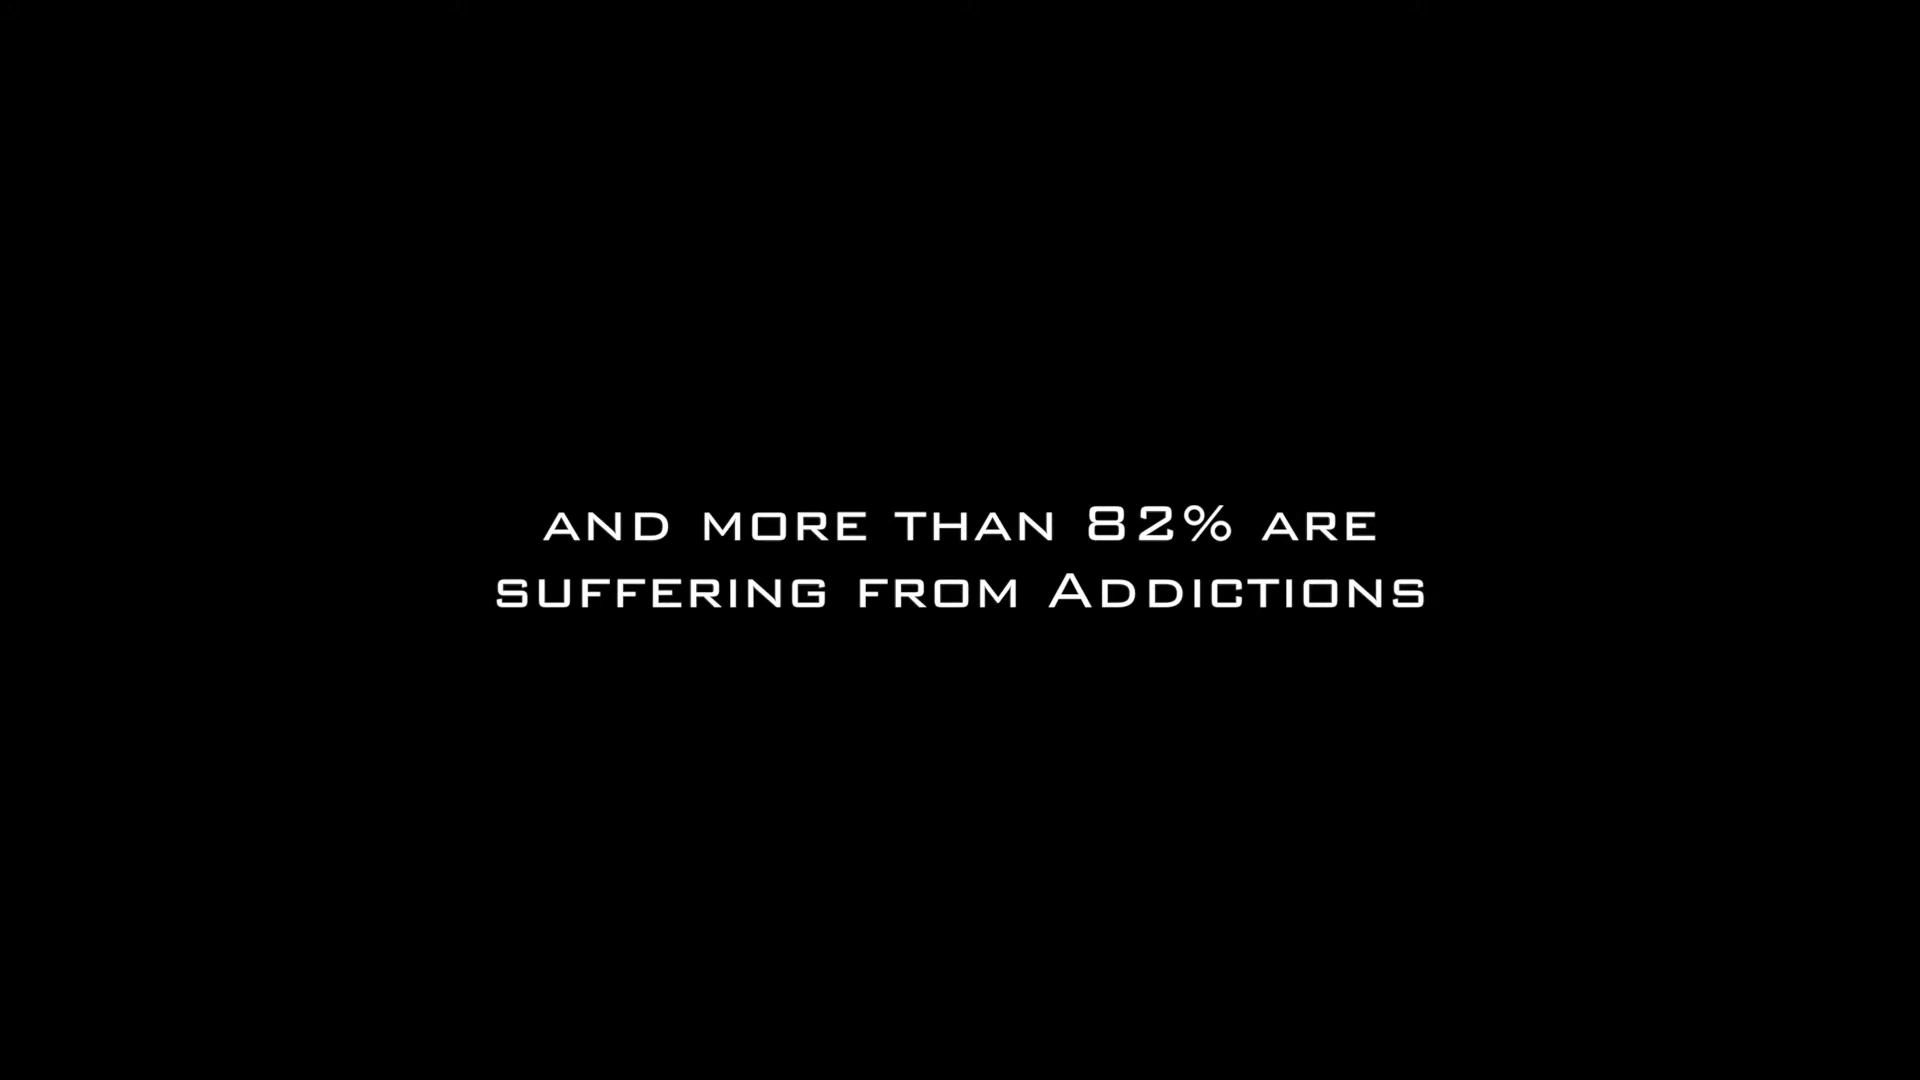 and more than 82% are
suffering from Addictions